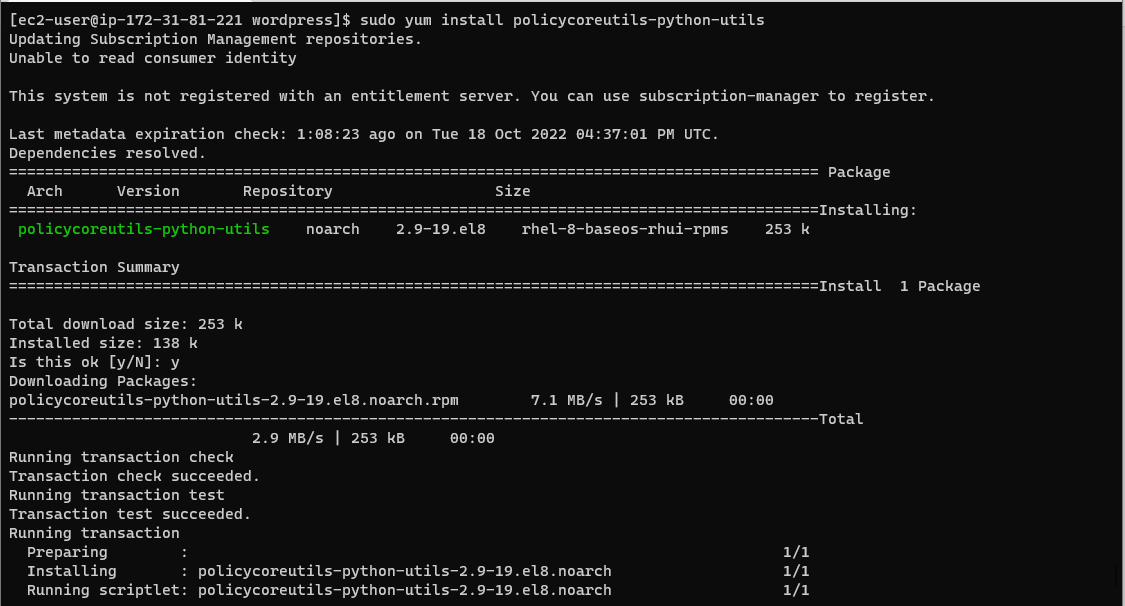 [ec2-user@ip-172-31-81-221 wordpress]$ sudo yum install policycoreutils-python-utils
Updating Subscription Management repositories.
Unable to read consumer identity
This system is not registered with an entitlement server. You can use subscription-manager to register.
Last metadata expiration check: 1:08:23 ago on Tue 18 Oct 2022 04:37:01 PM UTC.
Dependencies resolved.
========================================================================================== Package
  Arch      Version       Repository                  Size
==========================================================================================Installing:
 policycoreutils-python-utils    noarch    2.9-19.el8    rhel-8-baseos-rhui-rpms    253 k
Transaction Summary
==========================================================================================Install  1 Package
Total download size: 253 k
Installed size: 138 k
Is this ok [y/N]: y
Downloading Packages:
policycoreutils-python-utils-2.9-19.el8.noarch.rpm        7.1 MB/s | 253 kB     00:00
------------------------------------------------------------------------------------------Total
                           2.9 MB/s | 253 kB     00:00
Running transaction check
Transaction check succeeded.
Running transaction test
Transaction test succeeded.
Running transaction
  Preparing        :                                                                  1/1
  Installing       : policycoreutils-python-utils-2.9-19.el8.noarch                   1/1
  Running scriptlet: policycoreutils-python-utils-2.9-19.el8.noarch                   1/1